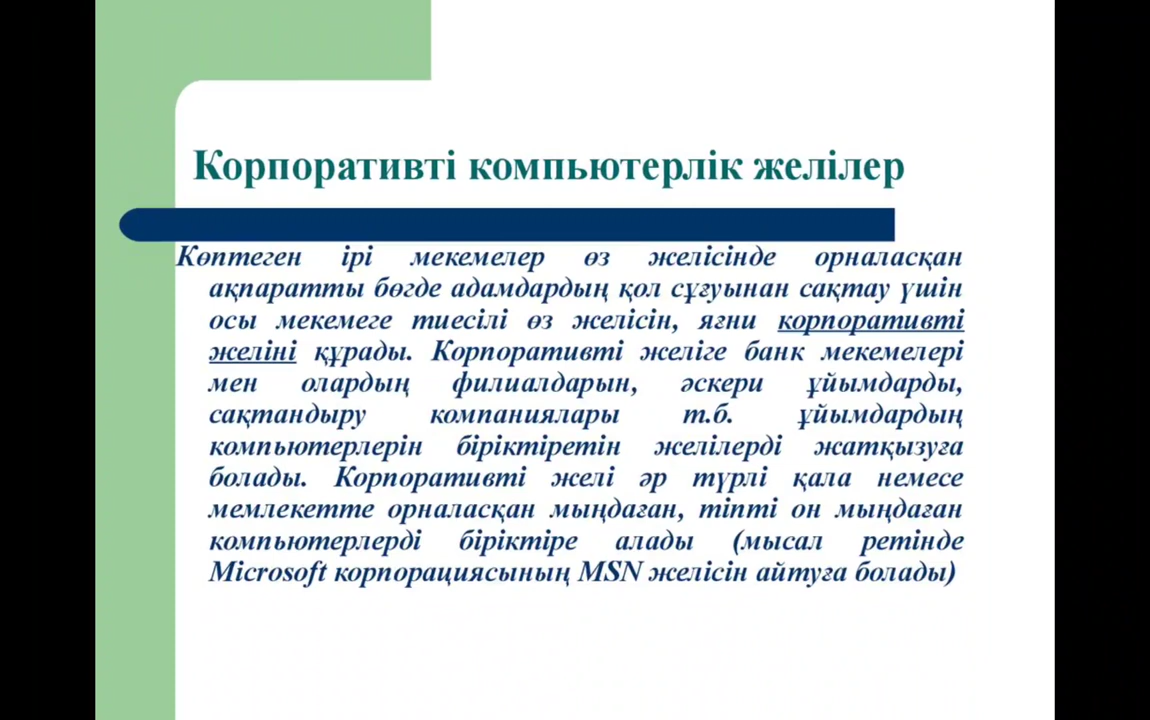 Корпоративті компьютерлік желілер
Көптеген ірі мекемелер өз желісінде орналасқан
ақпаратты бөгде адамдардың қол сұғуынан сақтау үшін
осы мекемеге тиесілі өз желісін, яғни корпоративті
желіні құрады. Корпоративті желіге банк мекемелері
мен олардың филиалдарын, әскери ұйымдарды,
сақтандыру компаниялары т.б. ұйымдардың
компьютерлерін біріктіретін желілерді жатқызуға
болады. Корпоративті желі әр түрлі қала немесе
мемлекетте орналасқан мыңдаған, тіпті он мыңдаған
компьютерлерді біріктіре алады (мысал ретінде
Microsoft корпорациясының MSN желісін айтуға болады)